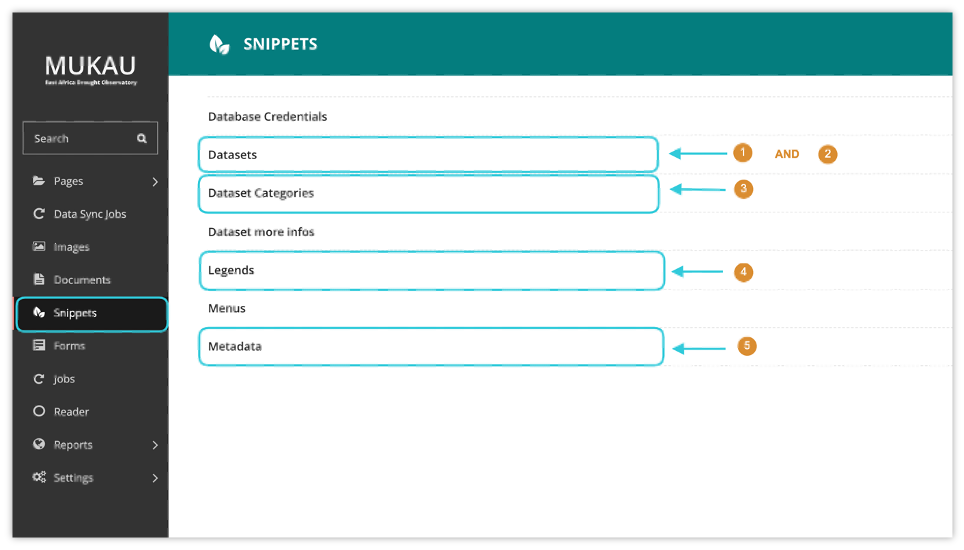 MUKAU
East Africa Drought Observatory
Search
Pages
Data Sync Jobs
Images
Documents
Snippets
Forms
Jobs
Reader
Reports
Settings
SNIPPETS
Database Credentials
Datasets
1 AND 2
Dataset Categories
3
Dataset more infos
Legends
4
Menus
Metadata
5